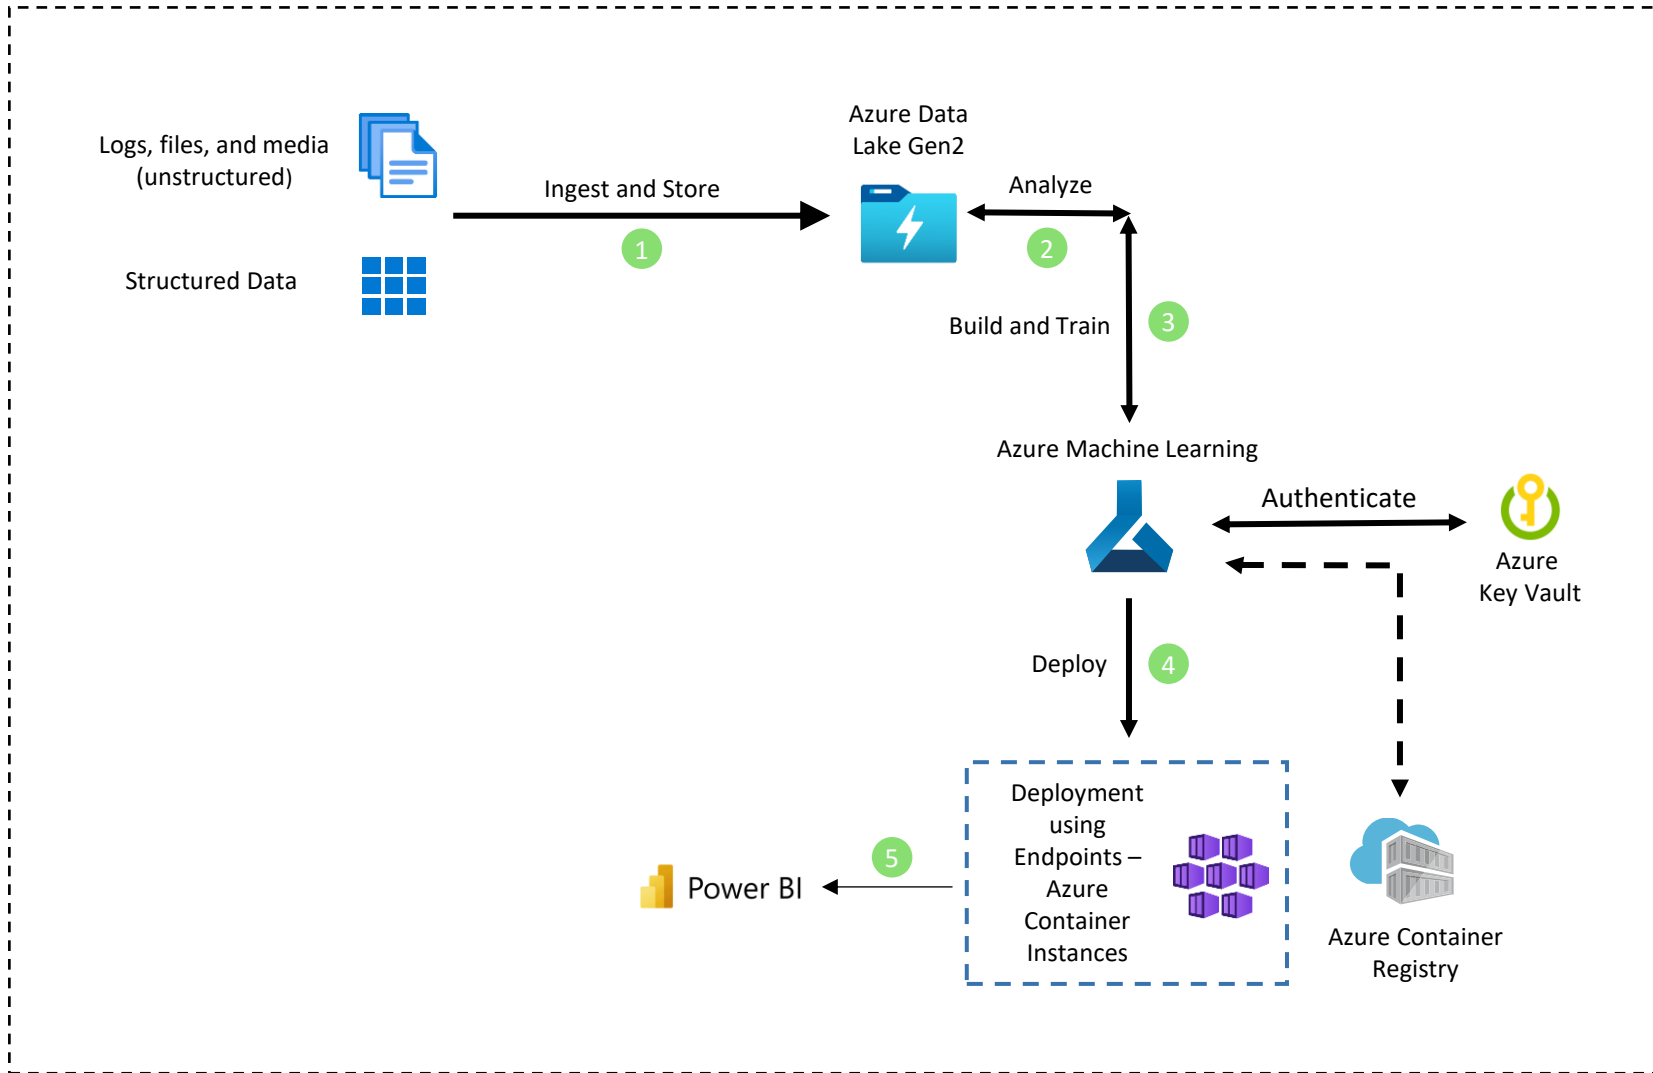 Logs, files, and media
(unstructured)
Structured Data
Ingest and Store
1
Azure Data
Lake Gen2
Analyze
2
Build and Train
3
Azure Machine Learning
Authenticate
Azure
Key Vault
Deploy
4
Deployment
using
Endpoints –
Azure
Container
Instances
5
Power BI
Azure Container
Registry